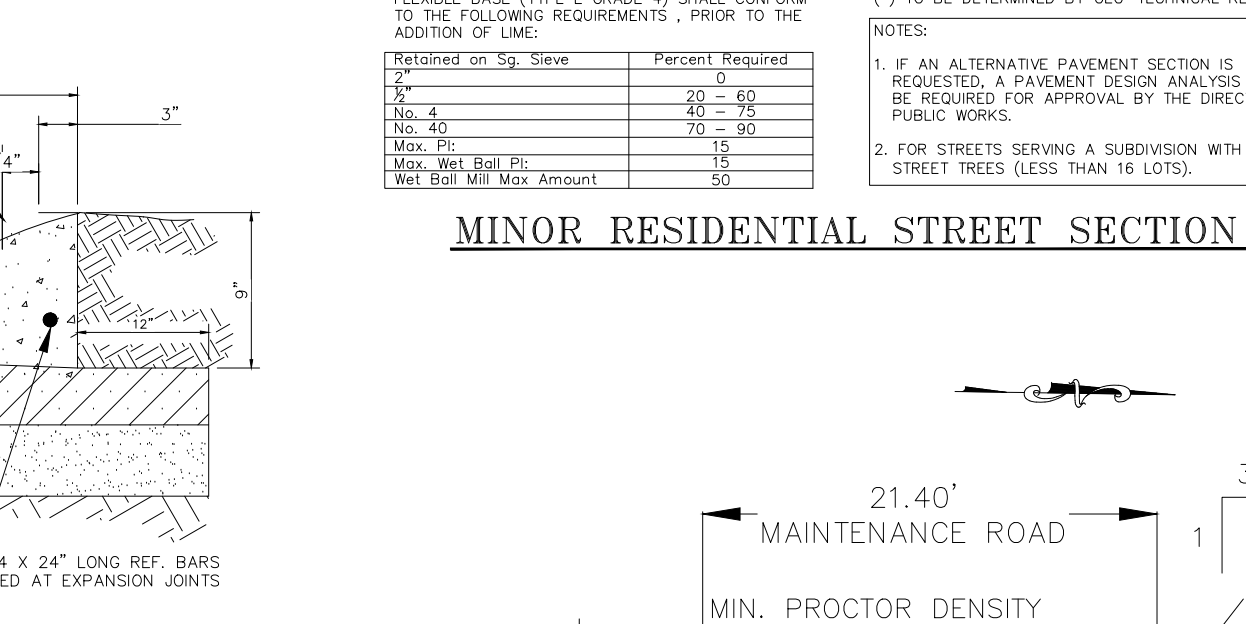 FLEXIBLE BASE (TYPE E GRADE 4) SHALL CONFORM
TO THE FOLLOWING REQUIREMENTS , PRIOR TO THE
ADDITION OF LIME:
Retained on Sg. Sieve Percent Required
2" 0
½" 20 – 60
No. 4 40 – 75
No. 40 70 – 90
Max. PI: 15
Max. Wet Ball PI: 15
Wet Ball Mill Max Amount 50
NOTES:
1. IF AN ALTERNATIVE PAVEMENT SECTION IS
REQUESTED, A PAVEMENT DESIGN ANALYSIS
BE REQUIRED FOR APPROVAL BY THE DIREC
PUBLIC WORKS.
2. FOR STREETS SERVING A SUBDIVISION WITH
STREET TREES (LESS THAN 16 LOTS).
MINOR RESIDENTIAL STREET SECTION
3"
4"
9"
12"
4 X 24" LONG REF. BARS
ED AT EXPANSION JOINTS
21.40'
MAINTENANCE ROAD
1
MIN. PROCTOR DENSITY